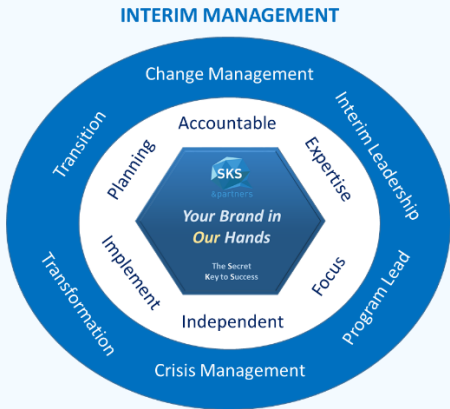 INTERIM MANAGEMENT
Change Management
Interim Leadership
Program Lead
Crisis Management
Transformation
Transition
Accountable
Expertise
Focus
Independent
Implement
Planning
SKS
&partners
Your Brand in
Our Hands
The Secret
Key to Success